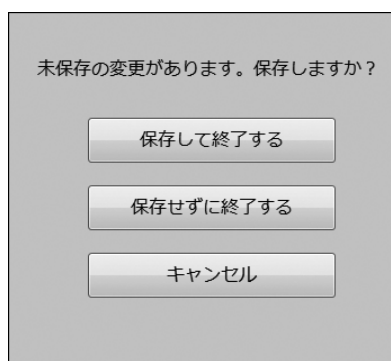 未保存の変更があります。保存しますか？
保存して終了する
保存せずに終了する
キャンセル